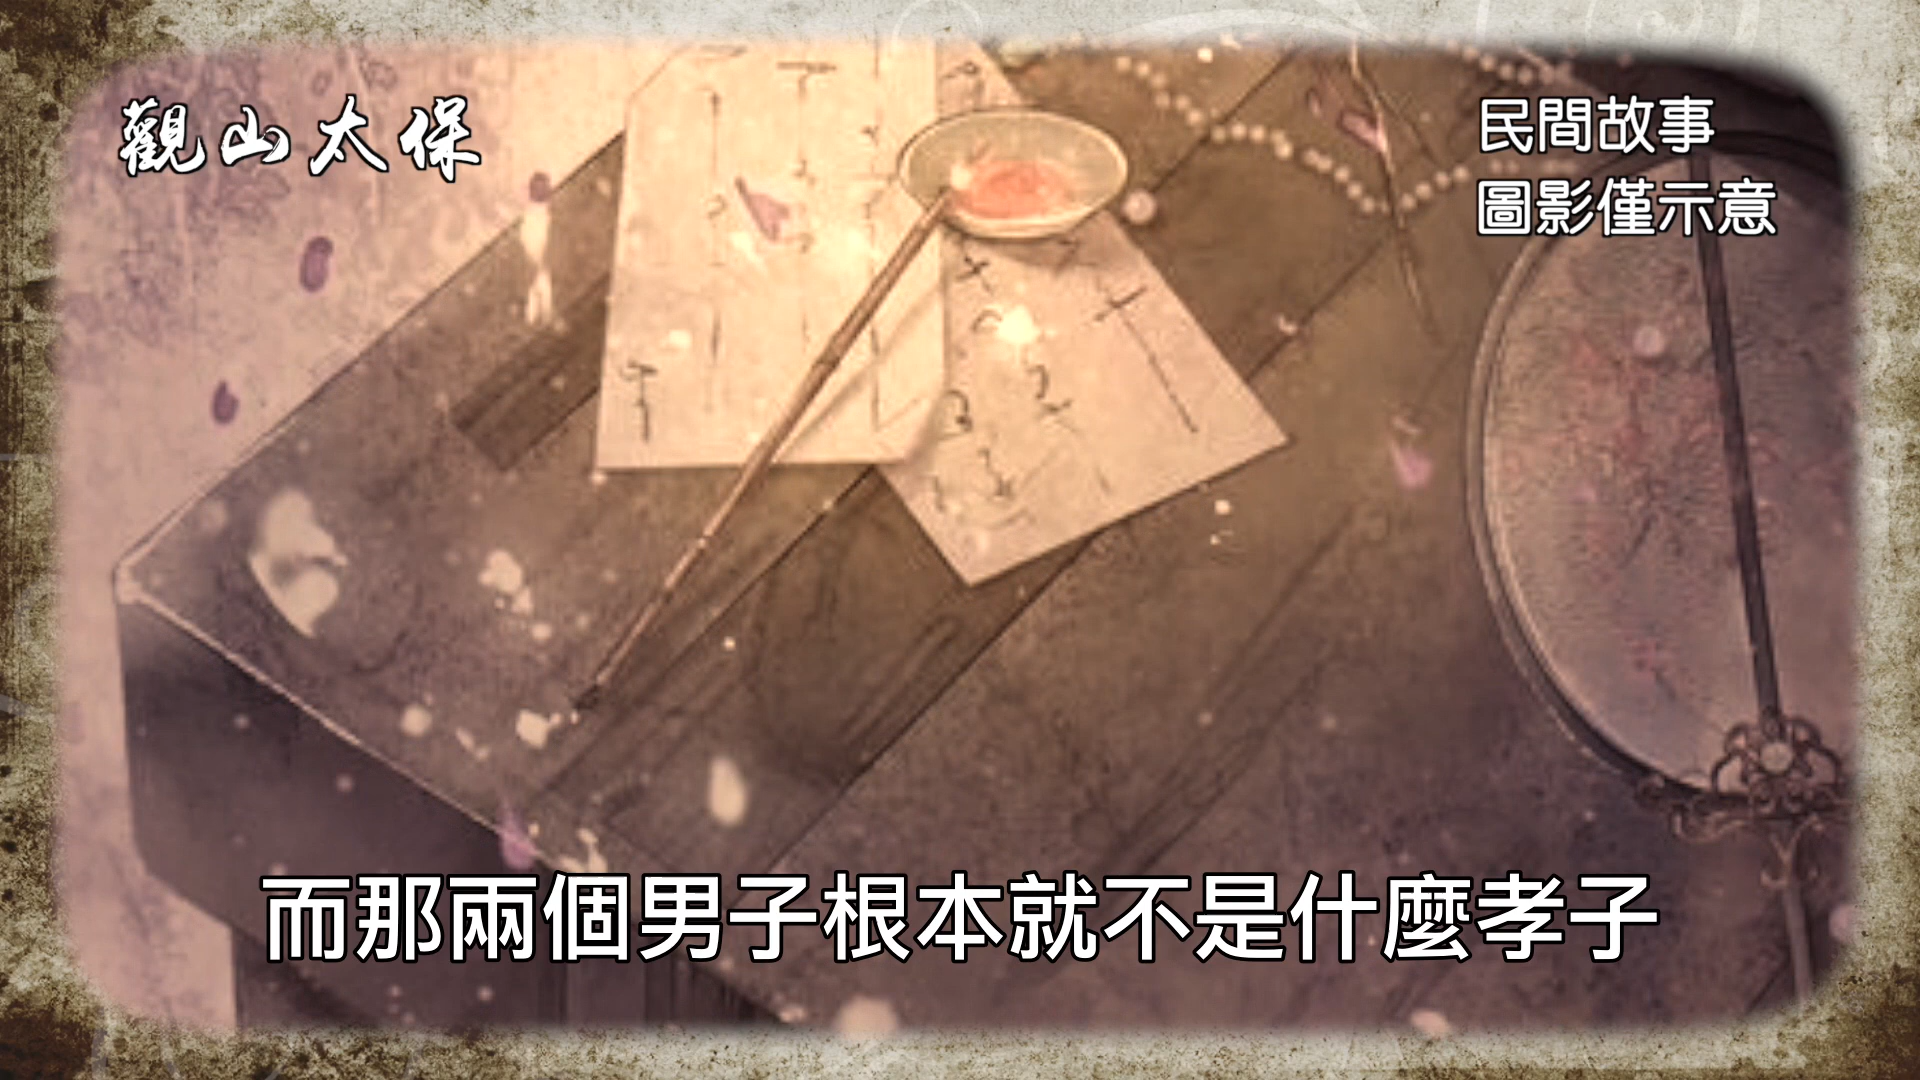 觀山太保
民間故事
圖影僅示意
而那兩個男子根本就不是什麼孝子